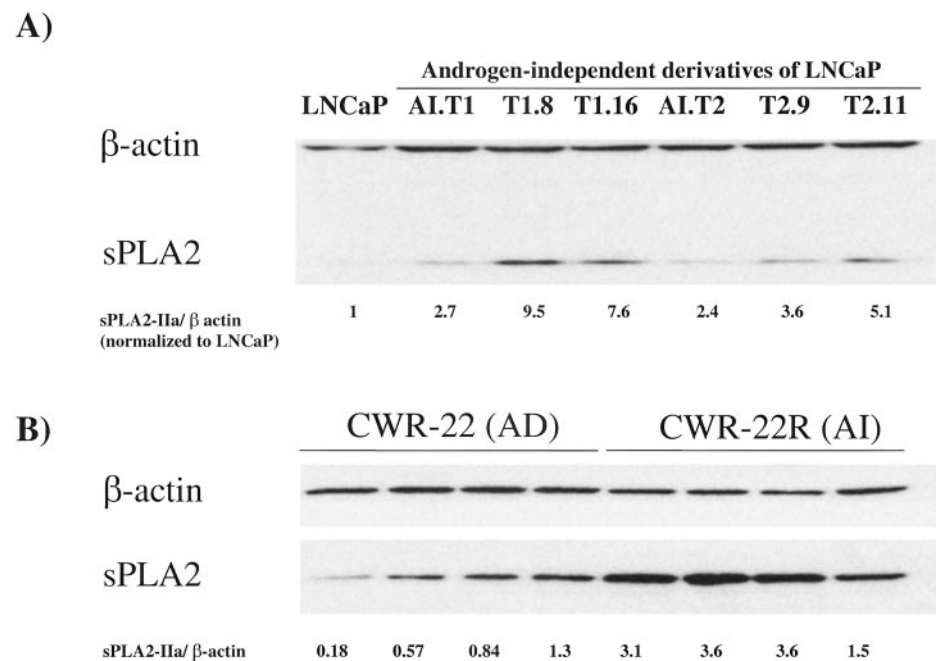 A)
Androgen-independent derivatives of LNCaP
LNCaP AI.T1 T1.8 T1.16 AI.T2 T2.9 T2.11
β-actin
sPLA2
sPLA2-IIa/ β actin 1 2.7 9.5 7.6 2.4 3.6 5.1
(normalized to LNCaP)
B)
CWR-22 (AD) CWR-22R (AI)
β-actin
sPLA2
sPLA2-IIa/ β-actin 0.18 0.57 0.84 1.3 3.1 3.6 3.6 1.5